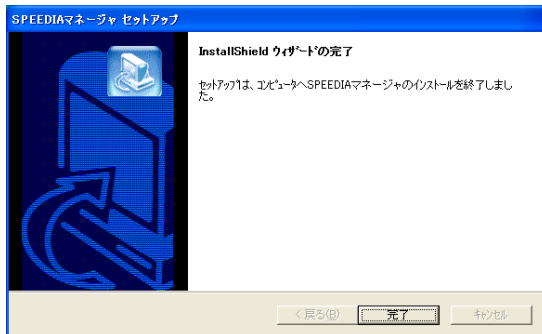 SPEEDIAマネージャ セットアップ
InstallShield ウィザードの完了
セットアップは、コンピュータへSPEEDIAマネージャのインストールを終了しまし
た。
< 戻る(B)
完了
キャンセル